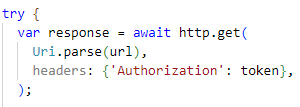 try {
  var response = await http.get(
    Uri.parse(url),
    headers: {'Authorization': token},
  );